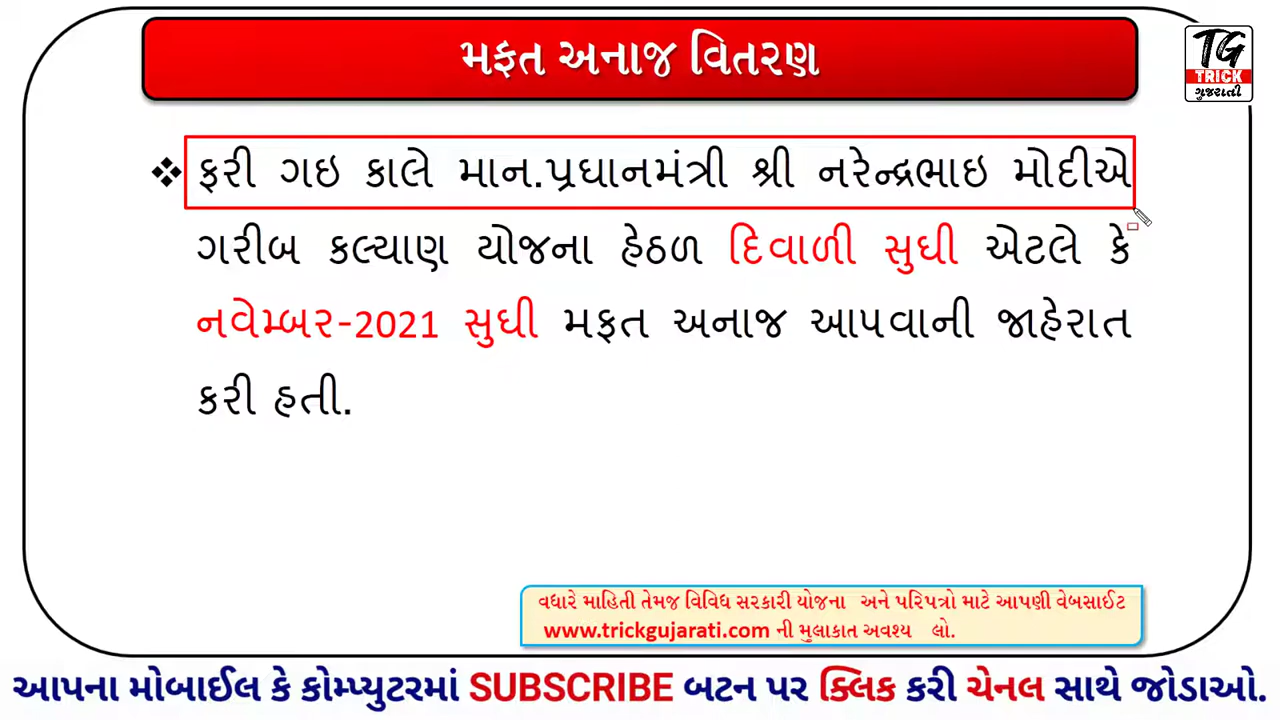 મફત અનાજ વિતરણ
TG
TRICK
ગુજરાતી
❖ ફરી ગઇ કાલે માન.પ્રધાનમંત્રી શ્રી નરેન્દ્રભાઇ મોદીએ
ગરીબ કલ્યાણ યોજના હેઠળ દિવાળી સુધી એટલે કે
નવેમ્બર-2021 સુધી મફત અનાજ આપવાની જાહેરાત
કરી હતી.
વધારે માહિતી તેમજ વિવિધ સરકારી યોજના અને પરિપત્રો માટે આપણી વેબસાઈટ
www.trickgujarati.com ની મુલાકાત અવશ્ય લો.
આપના મોબાઈલ કે કોમ્પ્યુટરમાં SUBSCRIBE બટન પર ક્લિક કરી ચેનલ સાથે જોડાઓ.